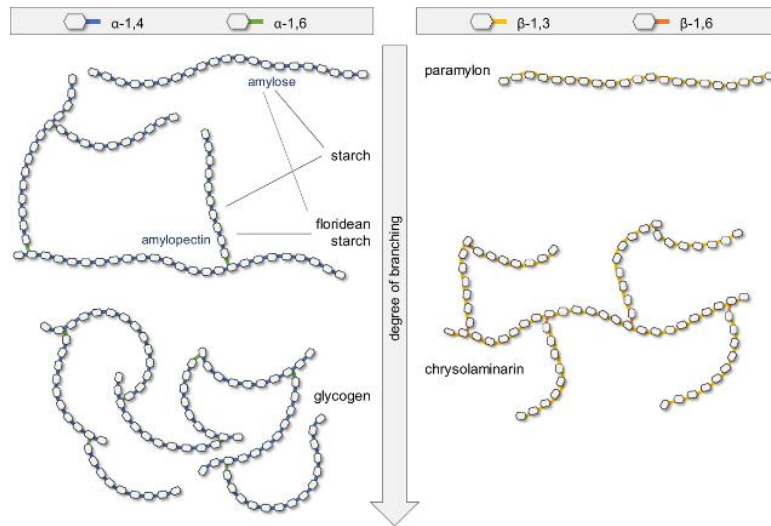 α-1,4
α-1,6
β-1,3
β-1,6
amylose
starch
floridean
starch
amylopectin
glycogen
degree of branching
paramylon
chrysolaminarin